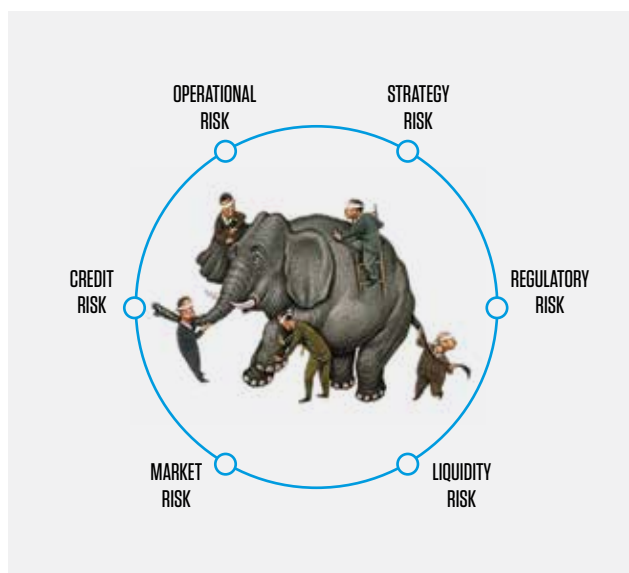 OPERATIONAL
RISK
STRATEGY
RISK
CREDIT
RISK
REGULATORY
RISK
MARKET
RISK
LIQUIDITY
RISK